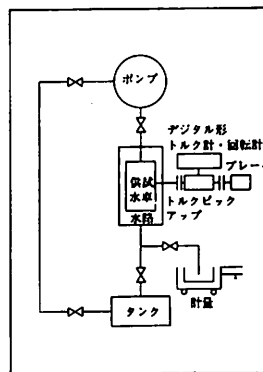 ポンプ
デジタル形
トルク計・回転計
ブレーキ
供試
水車
水路
トルクピック
アップ
タンク
計量